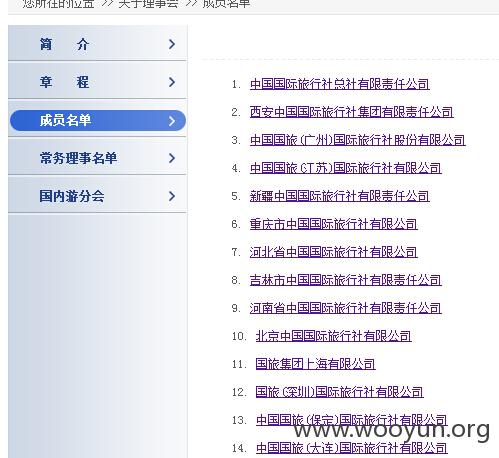 您所在的位置 >> 关于理事会 >> 成员名单
简 介
章 程
成员名单
常务理事名单
国内游分会
1. 中国国际旅行社总社有限责任公司
2. 西安中国国际旅行社集团有限责任公司
3. 中国国旅(广州)国际旅行社股份有限公司
4. 中国国旅(江苏)国际旅行社有限公司
5. 新疆中国国际旅行社有限责任公司
6. 重庆市中国国际旅行社有限公司
7. 河北省中国国际旅行社有限公司
8. 吉林市中国国际旅行社有限责任公司
9. 河南省中国国际旅行社有限责任公司
10. 北京中国国际旅行社有限公司
11. 国旅集团上海有限公司
12. 国旅(深圳)国际旅行社有限公司
13. 中国国旅(保定)国际旅行社有限公司
14. 中国国旅(大连)国际旅行社有限公司
www.wooyun.org